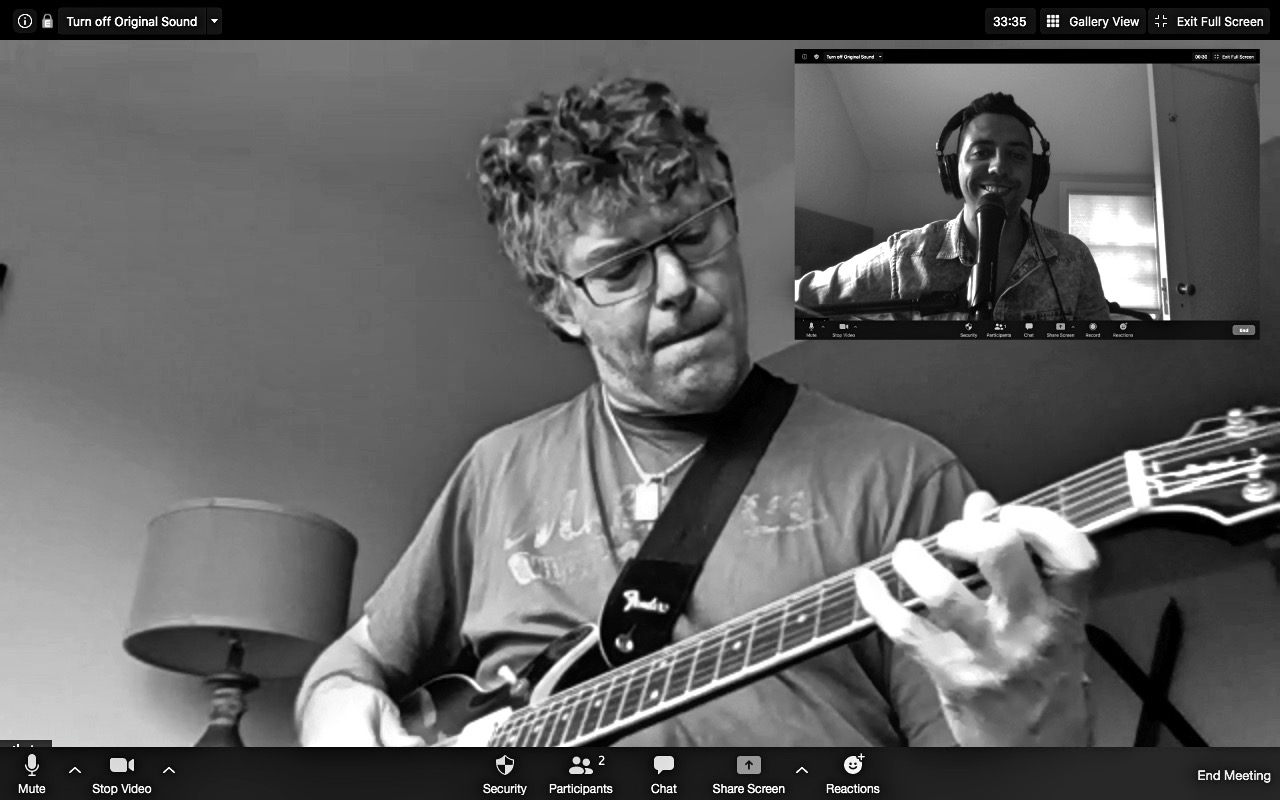 Turn off Original Sound
33:35
Gallery View
Exit Full Screen
Turn off Original Sound
Exit Full Screen
Mute
Stop Video
Security
Participants
Chat
Share Screen
Record
Reactions
End
Fender
Mute
Stop Video
Security
Participants
2
Chat
Share Screen
Reactions
End Meeting